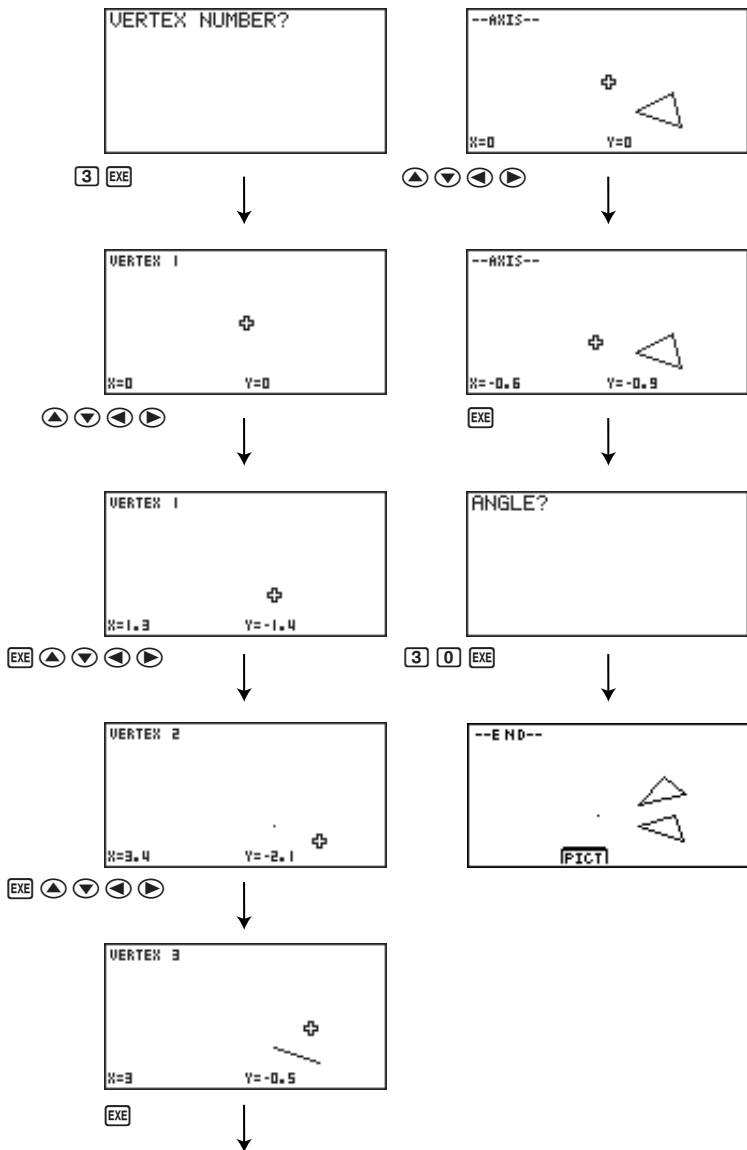 VERTEX NUMBER?
3 EXE
VERTEX 1
X=0 Y=0
VERTEX 1
X=1.3 Y=-1.4
EXE
VERTEX 2
X=3.4 Y=-2.1
EXE
VERTEX 3
X=3 Y=-0.5
EXE
--AXIS--
X=0 Y=0
--AXIS--
X=-0.6 Y=-0.9
EXE
ANGLE?
3 0 EXE
--END--
PICT